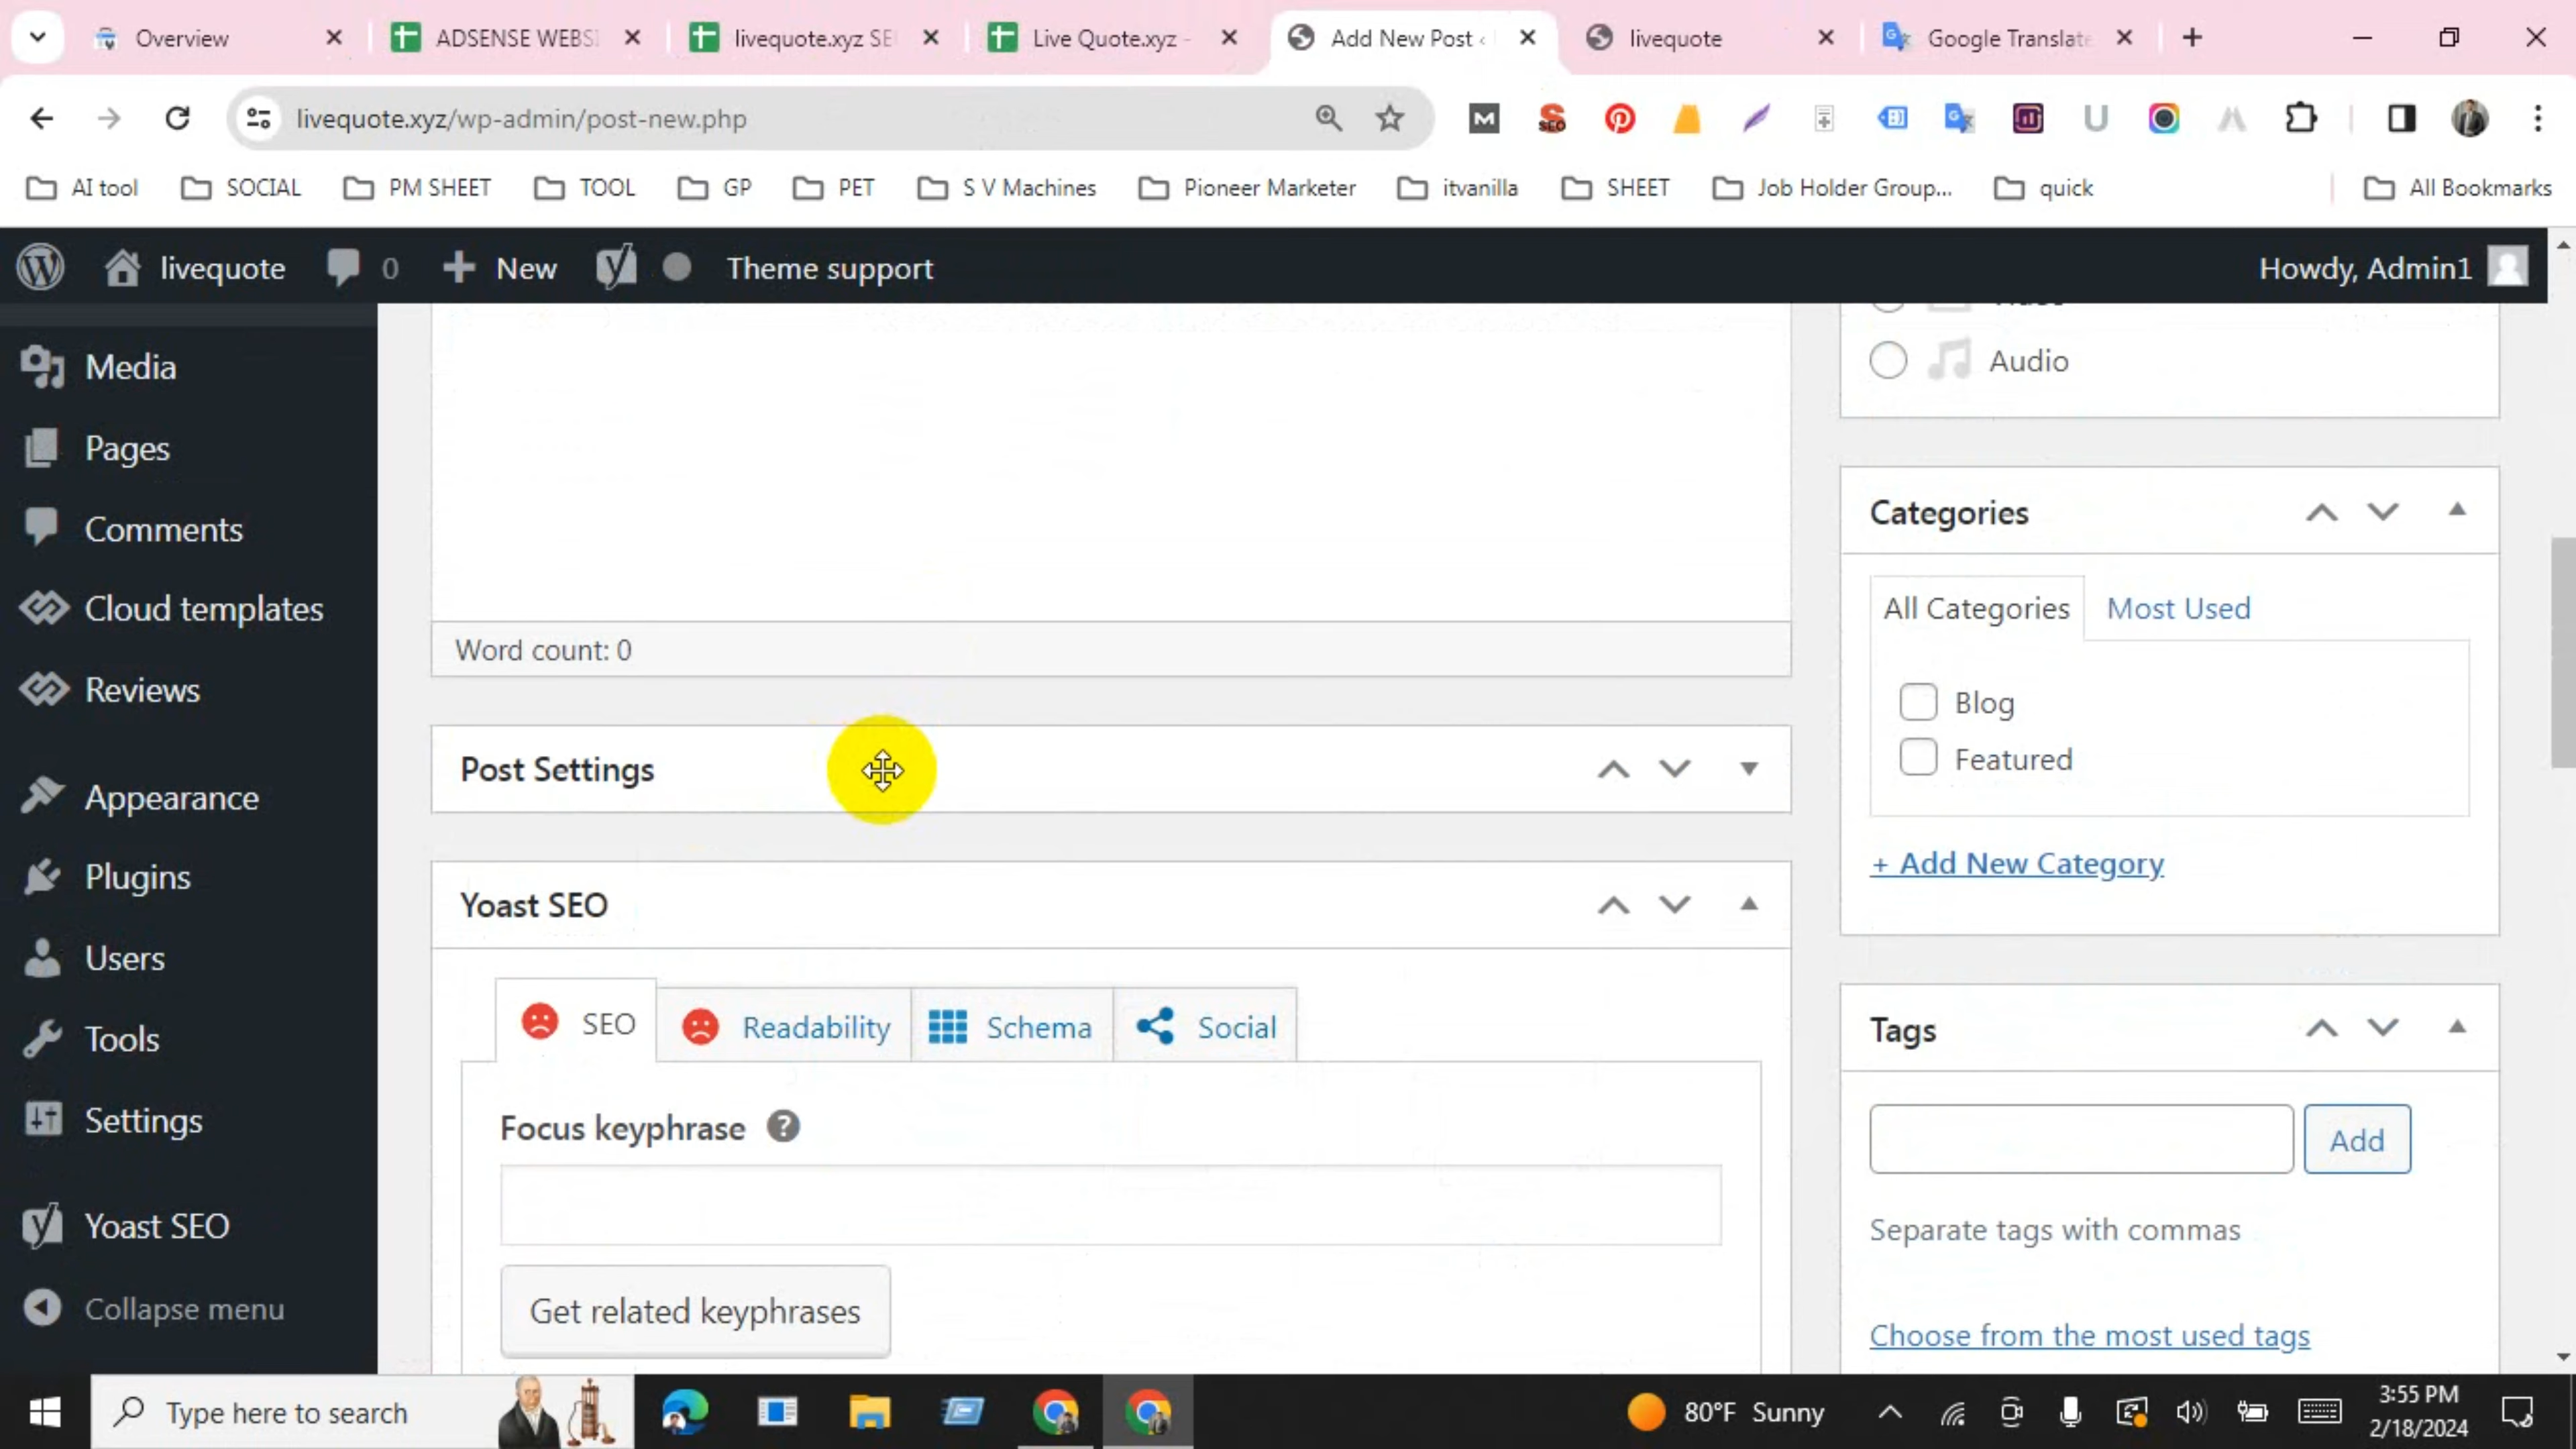 Overview
ADSENSE WEBSI
livequote.xyz SE
Live Quote.xyz -
Add New Post ‹
livequote
Google Translate
livequote.xyz/wp-admin/post-new.php
AI tool
SOCIAL
PM SHEET
TOOL
GP
PET
S V Machines
Pioneer Marketer
itvanilla
SHEET
Job Holder Group...
quick
All Bookmarks
livequote
0
New
Theme support
Howdy, Admin1
Media
Pages
Comments
Cloud templates
Reviews
Appearance
Plugins
Users
Tools
Settings
Yoast SEO
Collapse menu
Word count: 0
Post Settings
Yoast SEO
SEO
Readability
Schema
Social
Focus keyphrase
Get related keyphrases
Audio
Categories
All Categories
Most Used
Blog
Featured
+ Add New Category
Tags
Add
Separate tags with commas
Choose from the most used tags
Type here to search
80°F Sunny
3:55 PM
2/18/2024